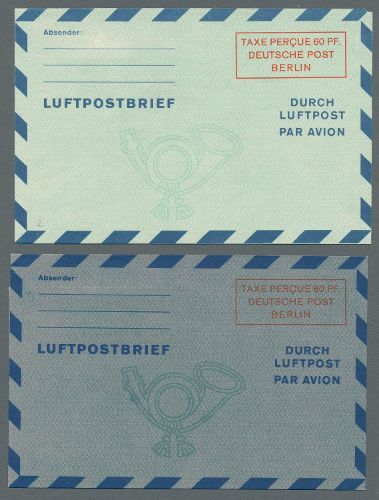 Absender:
TAXE PERÇUE 60 PF.
DEUTSCHE POST
BERLIN
LUFTPOSTBRIEF
DURCH
LUFTPOST
PAR AVION
Absender:
TAXE PERÇUE 60 PF.
DEUTSCHE POST
BERLIN
LUFTPOSTBRIEF
DURCH
LUFTPOST
PAR AVION